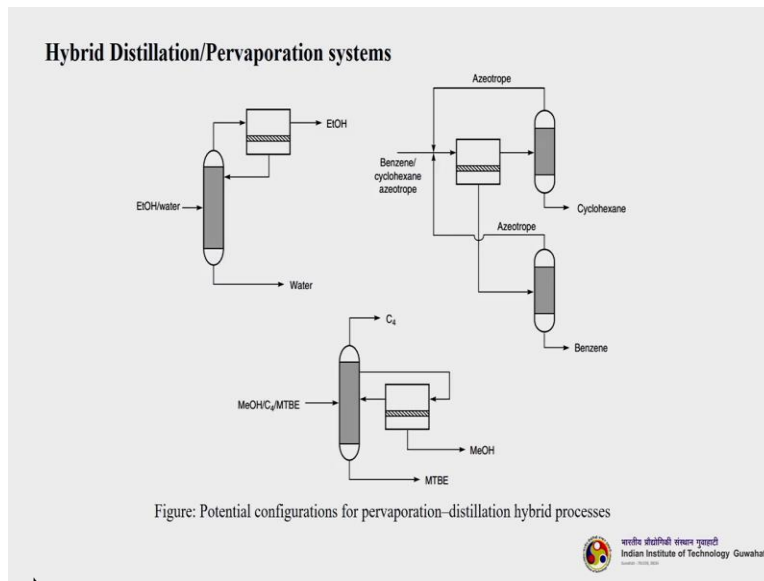 Hybrid Distillation/Pervaporation systems
EtOH
EtOH/water
Water
Azeotrope
Benzene/
cyclohexane
azeotrope
Cyclohexane
Azeotrope
Benzene
C₄
MeOH/C₄/MTBE
MeOH
MTBE
Figure: Potential configurations for pervaporation–distillation hybrid processes
भारतीय प्रौद्योगिकी संस्थान गुवाहाटी
Indian Institute of Technology Guwahat